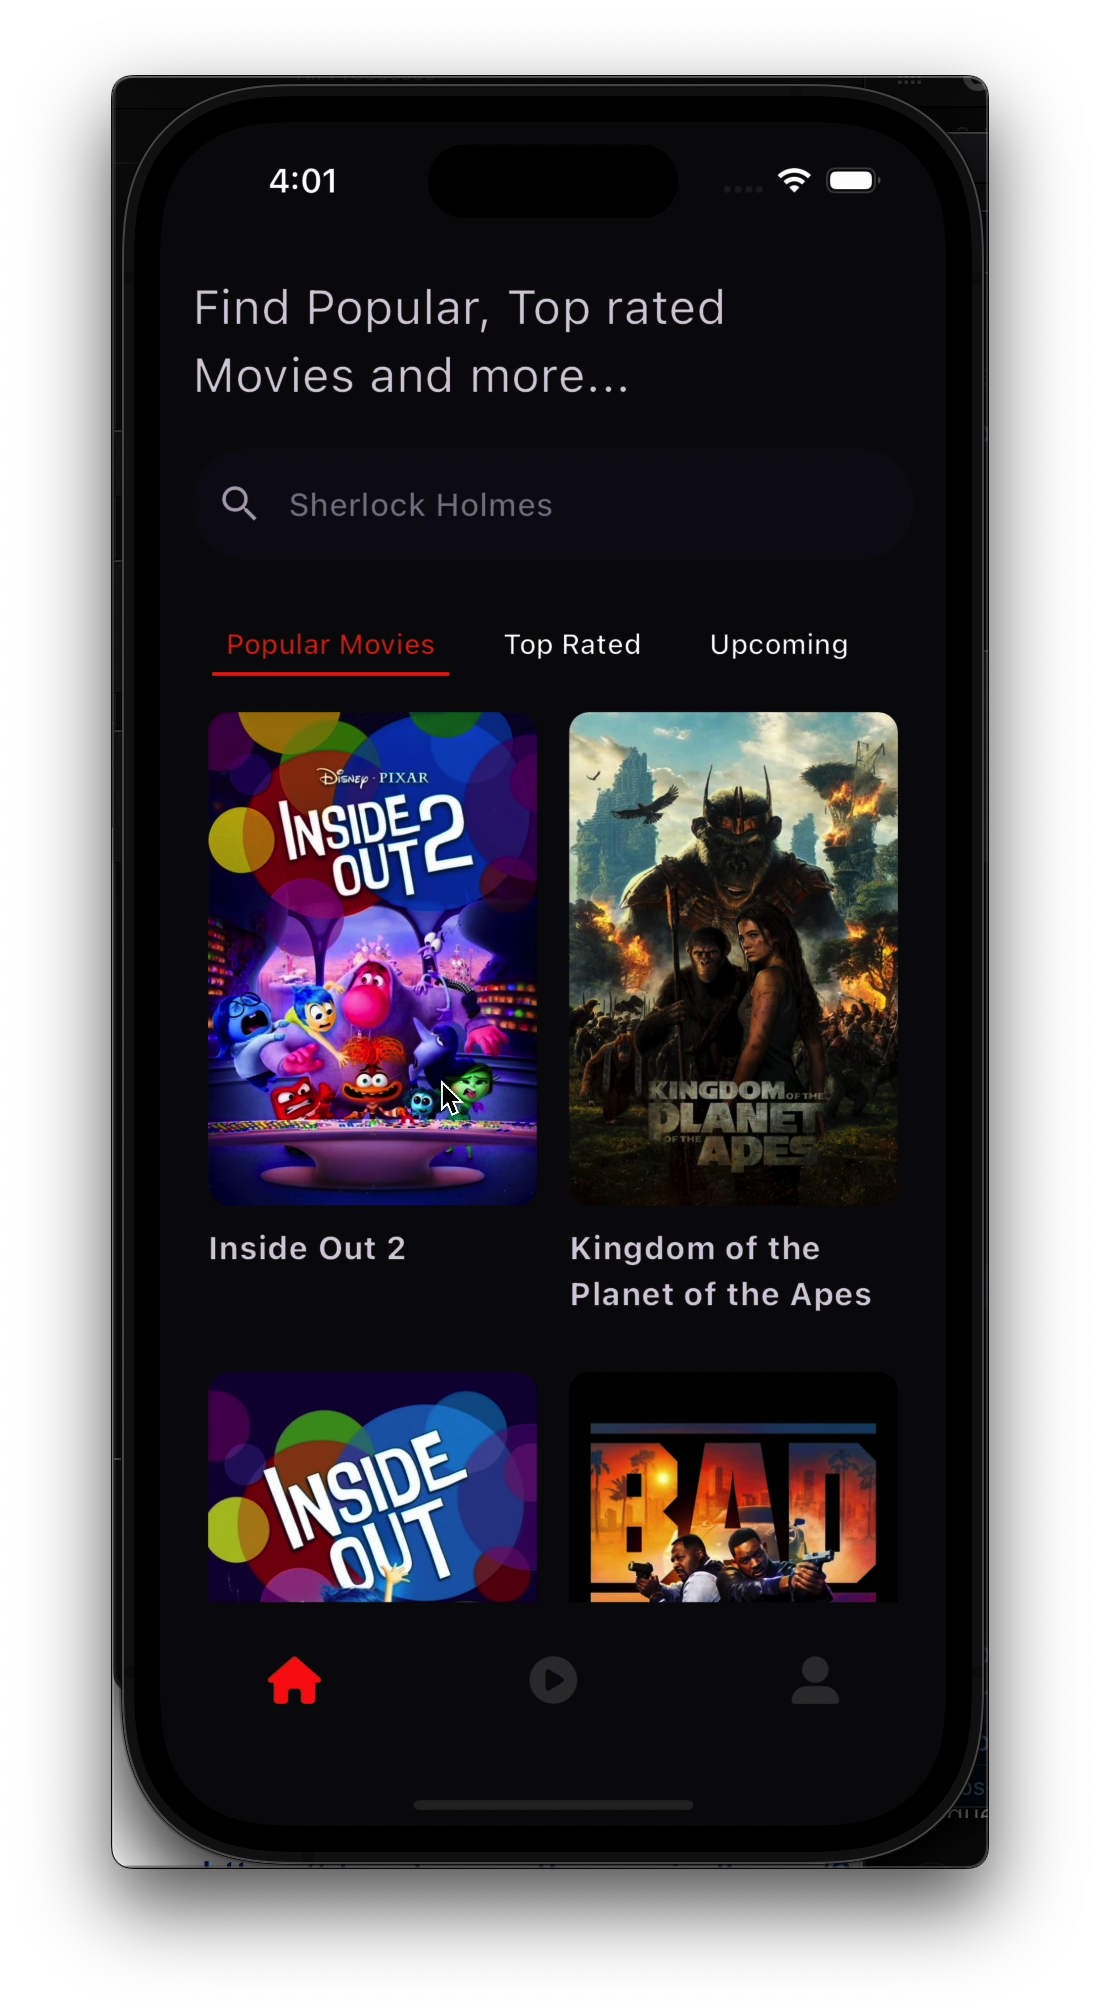 4:01
Find Popular, Top rated
Movies and more...
Sherlock Holmes
Popular Movies
Top Rated
Upcoming
Disney · PIXAR
INSIDE
OUT 2
KINGDOM OF THE
PLANET
OF THE
APES
Inside Out 2
Kingdom of the
Planet of the Apes
INSIDE
OUT
BAD